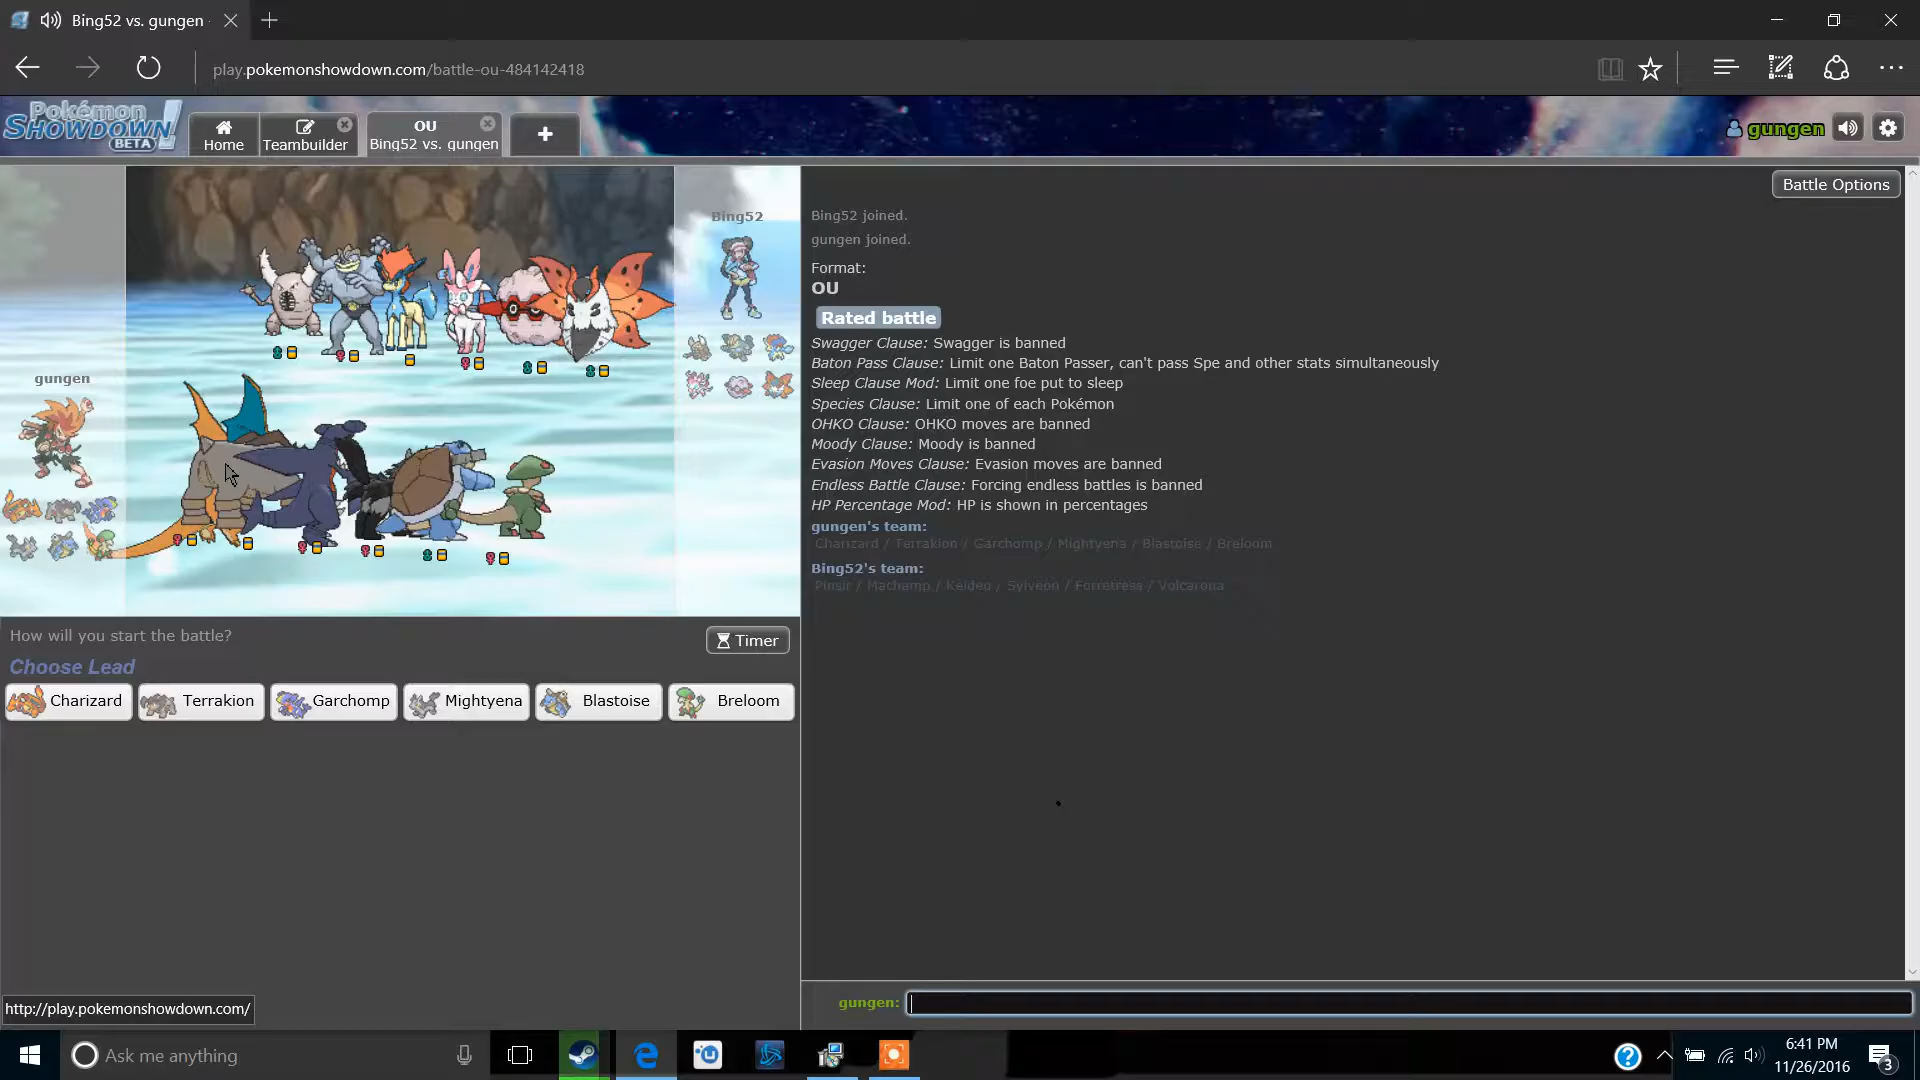 Bing52 vs. gungen
play.pokemonshowdown.com/battle-ou-484142418
Pokémon
SHOWDOWN!
BETA
Home
Teambuilder
OU
Bing52 vs. gungen
gungen
Battle Options
Bing52
gungen
Bing52 joined.
gungen joined.
Format:
OU
Rated battle
Swagger Clause: Swagger is banned
Baton Pass Clause: Limit one Baton Passer, can't pass Spe and other stats simultaneously
Sleep Clause Mod: Limit one foe put to sleep
Species Clause: Limit one of each Pokémon
OHKO Clause: OHKO moves are banned
Moody Clause: Moody is banned
Evasion Moves Clause: Evasion moves are banned
Endless Battle Clause: Forcing endless battles is banned
HP Percentage Mod: HP is shown in percentages
gungen's team:
Charizard / Terrakion / Garchomp / Mightyena / Blastoise / Breloom
Bing52's team:
Pinsir / Machamp / Keldeo / Sylveon / Forretress / Volcarona
How will you start the battle?
Timer
Choose Lead
Charizard
Terrakion
Garchomp
Mightyena
Blastoise
Breloom
gungen:
http://play.pokemonshowdown.com/
Ask me anything
6:41 PM
11/26/2016
3